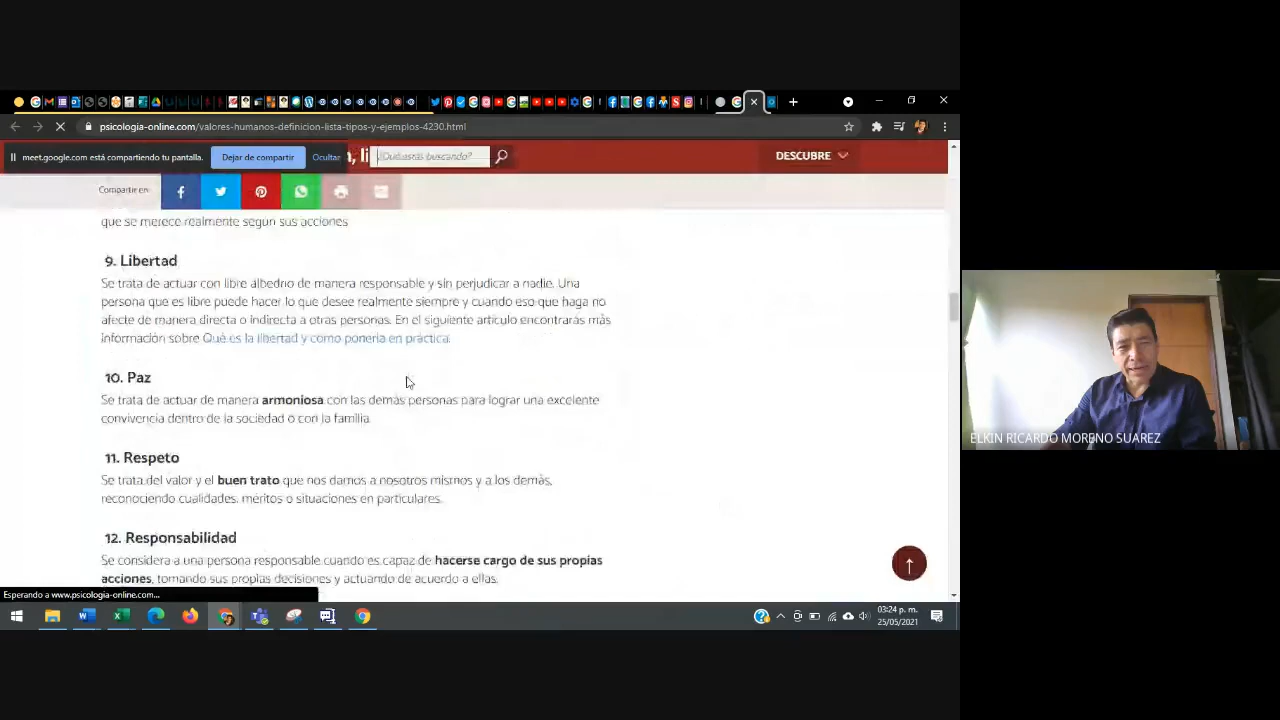 psicologia-online.com/valores-humanos-definicion-lista-tipos-y-ejemplos-4230.html
meet.google.com está compartiendo tu pantalla.
Dejar de compartir
Ocultar
, li
buscando?
DESCUBRE
Compartir en:
que se merece realmente según sus acciones
9. Libertad
Se trata de actuar con libre albedrío de manera responsable y sin perjudicar a nadie. Una
persona que es libre puede hacer lo que desee realmente siempre y cuando eso que haga no
afecte de manera directa o indirecta a otras personas. En el siguiente artículo encontrarás más
información sobre Qué es la libertad y cómo ponerla en práctica.
10. Paz
Se trata de actuar de manera armoniosa con las demás personas para lograr una excelente
convivencia dentro de la sociedad o con la familia.
11. Respeto
Se trata del valor y el buen trato que nos damos a nosotros mismos y a los demás,
reconociendo cualidades, méritos o situaciones en particulares.
12. Responsabilidad
Se considera a una persona responsable cuando es capaz de hacerse cargo de sus propias
acciones, tomando sus propias decisiones y actuando de acuerdo a ellas.
Esperando a www.psicologia-online.com...
03:24 p. m.
25/05/2021
ELKIN RICARDO MORENO SUAREZ